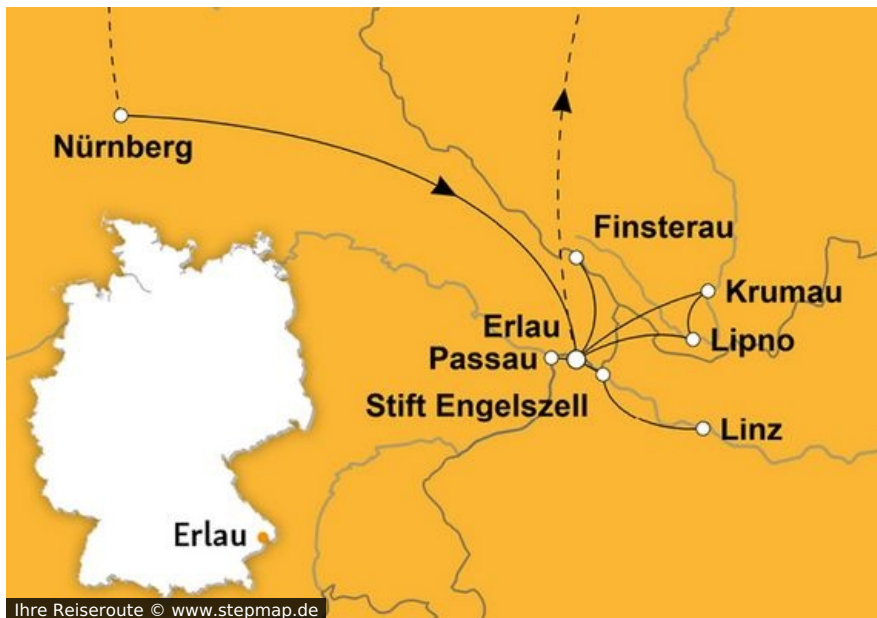 Nürnberg
Finsterau
Krumau
Erlau
Lipno
Passau
Stift Engelszell
Linz
Erlau
Ihre Reiseroute © www.stepmap.de